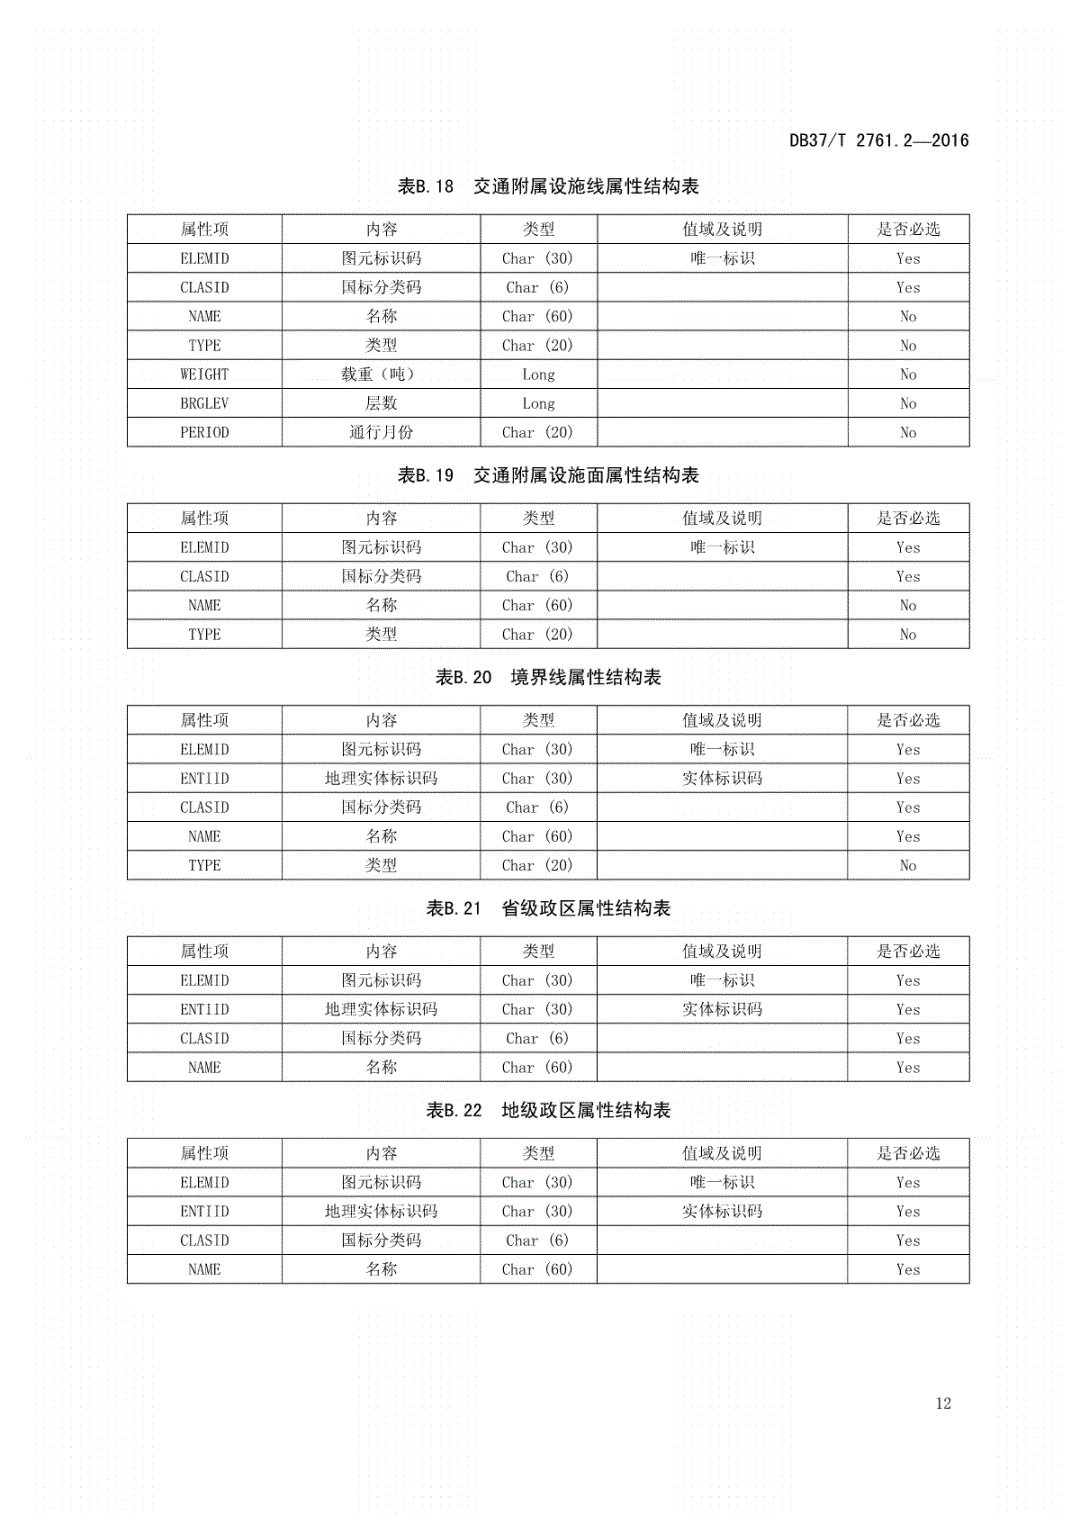 DB37/T 2761.2—2016
表B.18 交通附属设施线属性结构表
属性项 内容 类型 值域及说明 是否必选
ELEMID 图元标识码 Char (30) 唯一标识 Yes
CLASID 国标分类码 Char (6) Yes
NAME 名称 Char (60) No
TYPE 类型 Char (20) No
WEIGHT 载重（吨） Long No
BRGLEV 层数 Long No
PERIOD 通行月份 Char (20) No
表B.19 交通附属设施面属性结构表
属性项 内容 类型 值域及说明 是否必选
ELEMID 图元标识码 Char (30) 唯一标识 Yes
CLASID 国标分类码 Char (6) Yes
NAME 名称 Char (60) No
TYPE 类型 Char (20) No
表B.20 境界线属性结构表
属性项 内容 类型 值域及说明 是否必选
ELEMID 图元标识码 Char (30) 唯一标识 Yes
ENTIID 地理实体标识码 Char (30) 实体标识码 Yes
CLASID 国标分类码 Char (6) Yes
NAME 名称 Char (60) Yes
TYPE 类型 Char (20) No
表B.21 省级政区属性结构表
属性项 内容 类型 值域及说明 是否必选
ELEMID 图元标识码 Char (30) 唯一标识 Yes
ENTIID 地理实体标识码 Char (30) 实体标识码 Yes
CLASID 国标分类码 Char (6) Yes
NAME 名称 Char (60) Yes
表B.22 地级政区属性结构表
属性项 内容 类型 值域及说明 是否必选
ELEMID 图元标识码 Char (30) 唯一标识 Yes
ENTIID 地理实体标识码 Char (30) 实体标识码 Yes
CLASID 国标分类码 Char (6) Yes
NAME 名称 Char (60) Yes
12